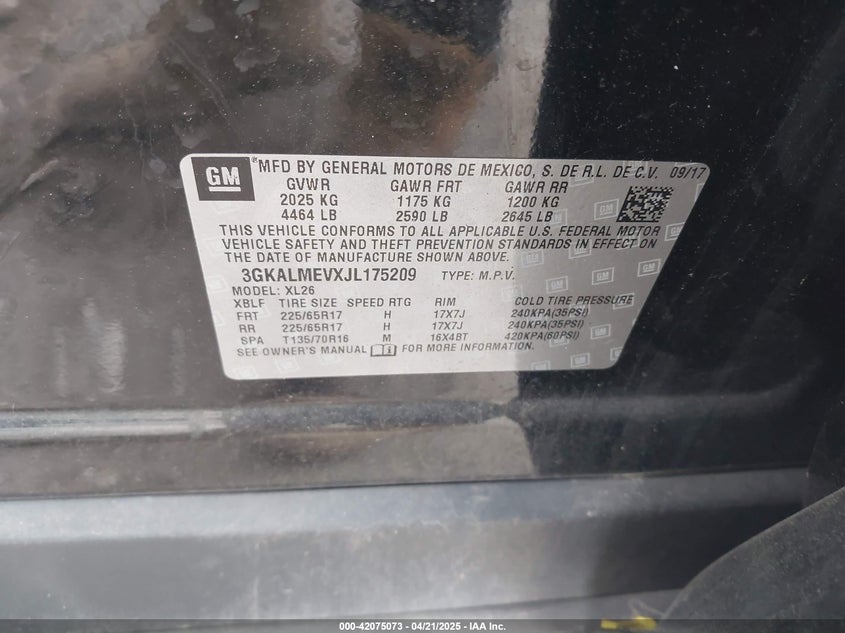 GM *MFD BY GENERAL MOTORS DE MEXICO, S. DE R.L. DE C.V. 09/17
GVWR GAWR FRT GAWR RR
2025 KG 1175 KG 1200 KG
4464 LB 2590 LB 2645 LB
THIS VEHICLE CONFORMS TO ALL APPLICABLE U.S. FEDERAL MOTOR
VEHICLE SAFETY AND THEFT PREVENTION STANDARDS IN EFFECT ON
THE DATE OF MANUFACTURE SHOWN ABOVE.
3GKALMEVXJL175209 TYPE: M.P.V.
MODEL: XL26
XBLF TIRE SIZE SPEED RTG RIM COLD TIRE PRESSURE
FRT 225/65R17 H 17X7J 240KPA(35PSI)
RR 225/65R17 H 17X7J 240KPA(35PSI)
SPA T135/70R16 M 16X4BT 420KPA(60PSI)
SEE OWNER'S MANUAL i FOR MORE INFORMATION.
000-42075073 - 04/21/2025 - IAA Inc.